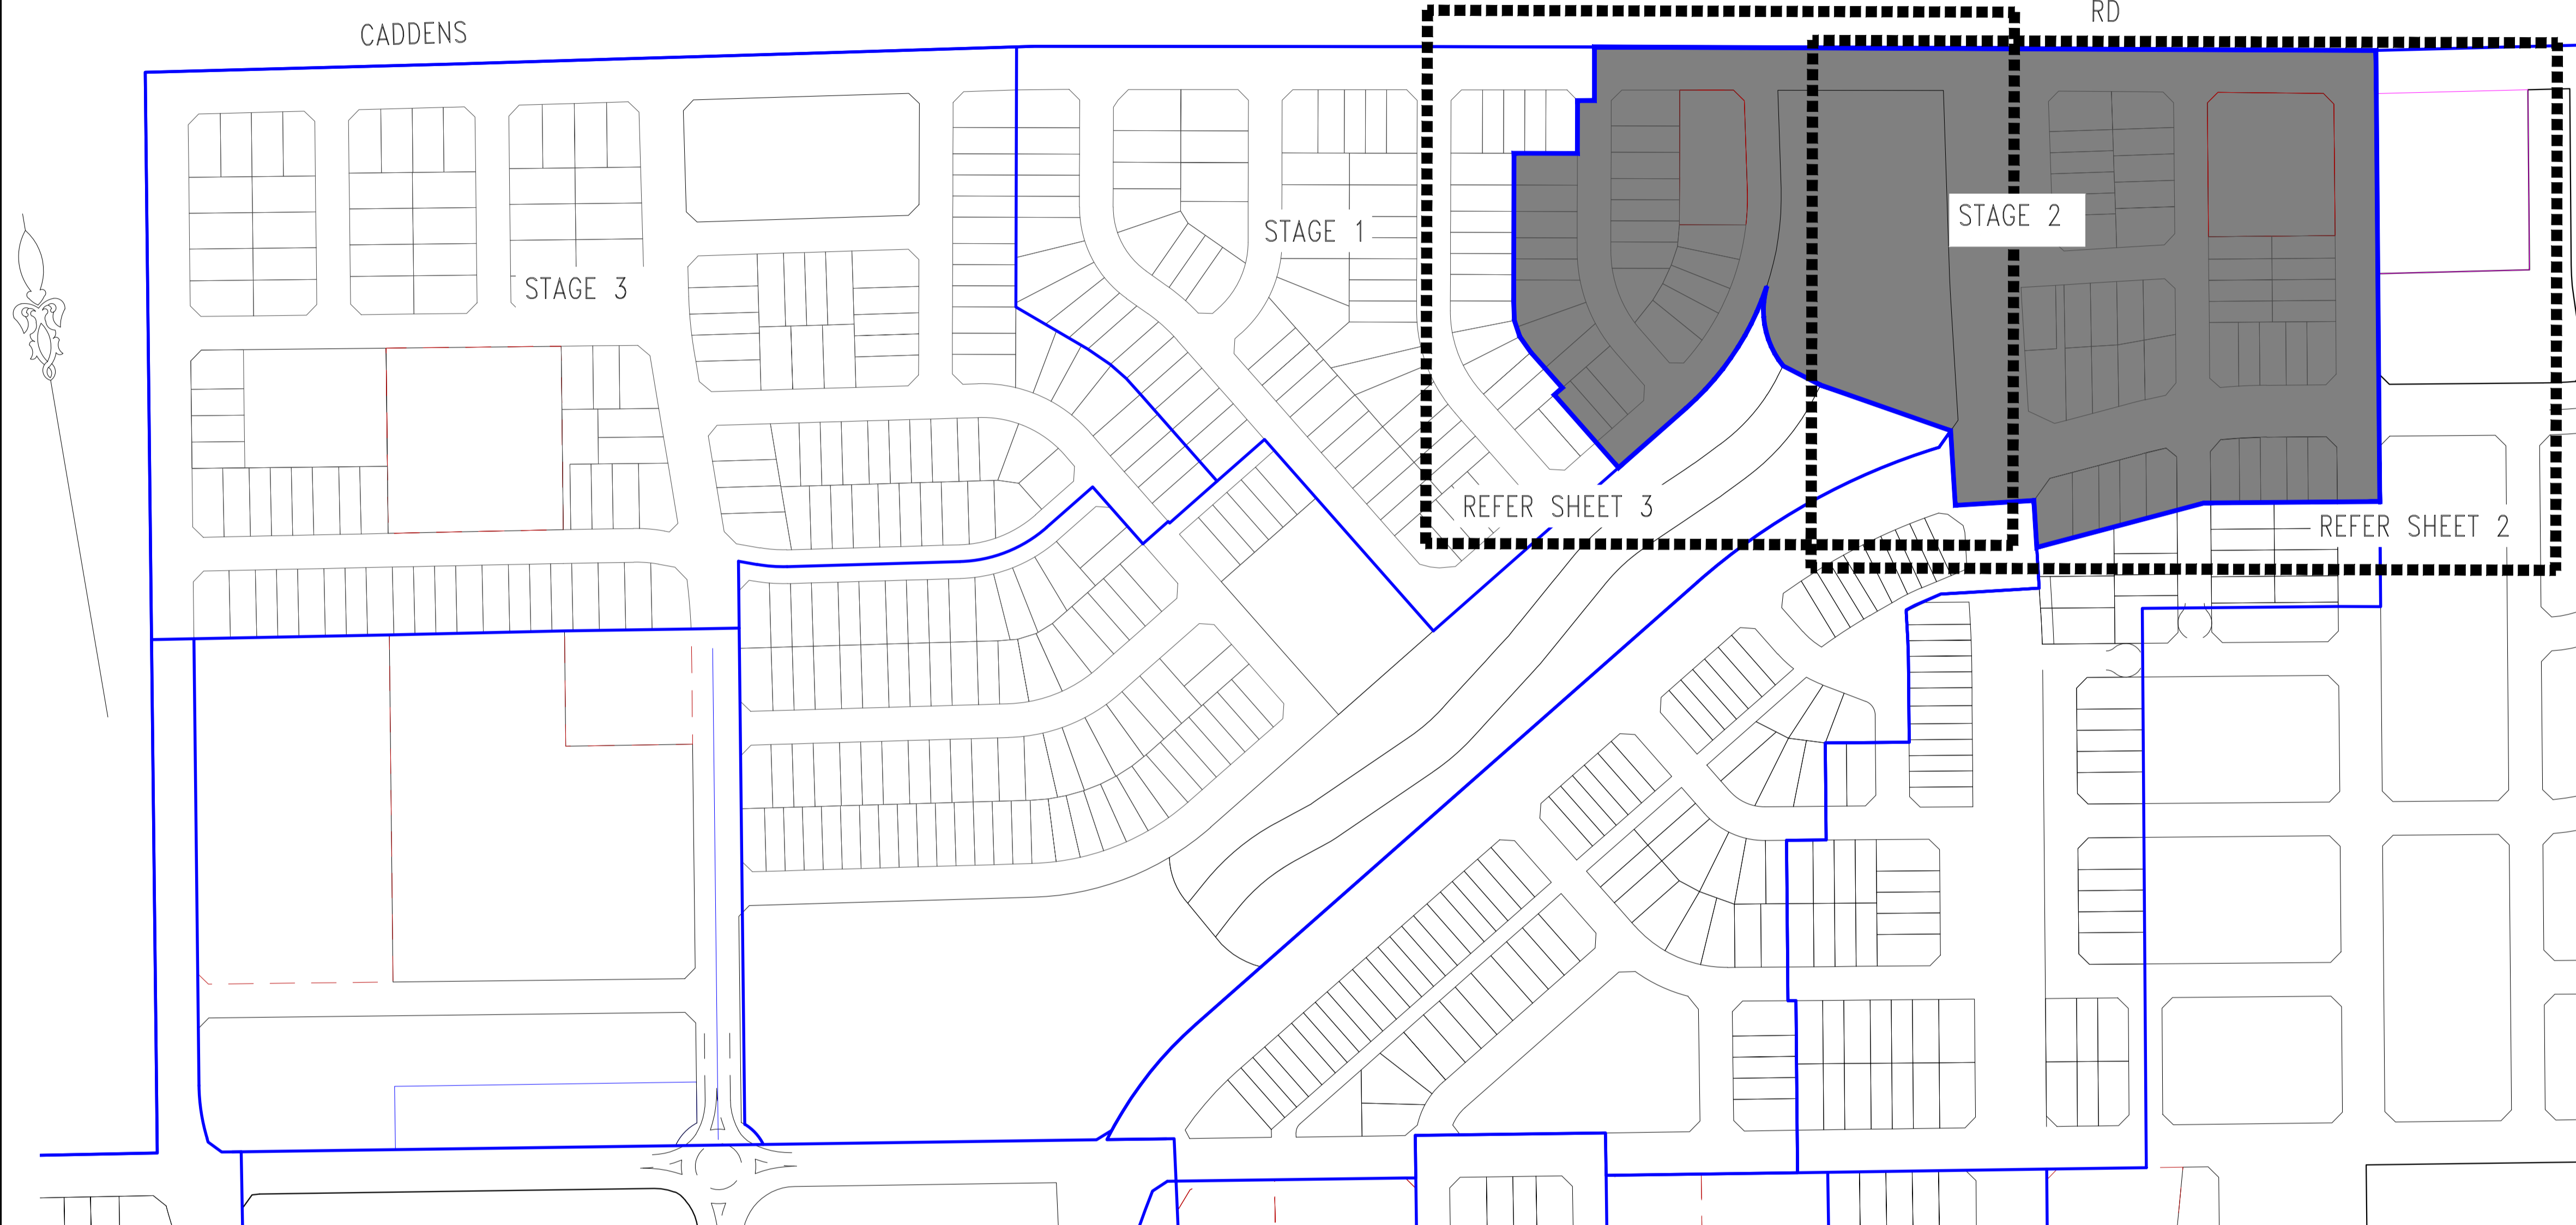 CADDENS
RD
STAGE 1
STAGE 2
STAGE 3
REFER SHEET 3
REFER SHEET 2